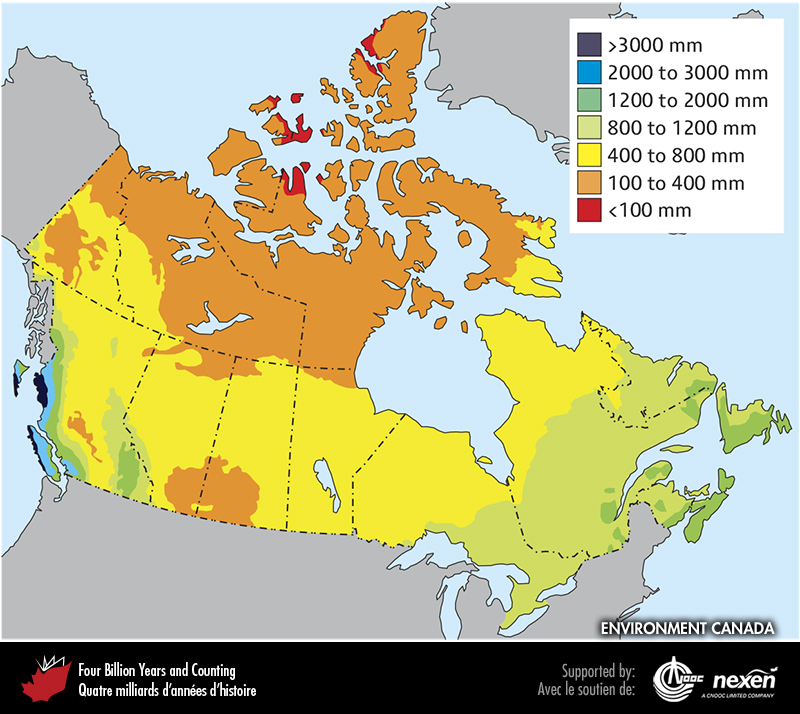 >3000 mm
2000 to 3000 mm
1200 to 2000 mm
800 to 1200 mm
400 to 800 mm
100 to 400 mm
<100 mm
ENVIRONMENT CANADA
Four Billion Years and Counting
Quatre milliards d'années d'histoire
Supported by:
Avec le soutien de:
CNOOC
nexen
A CNOOC LIMITED COMPANY